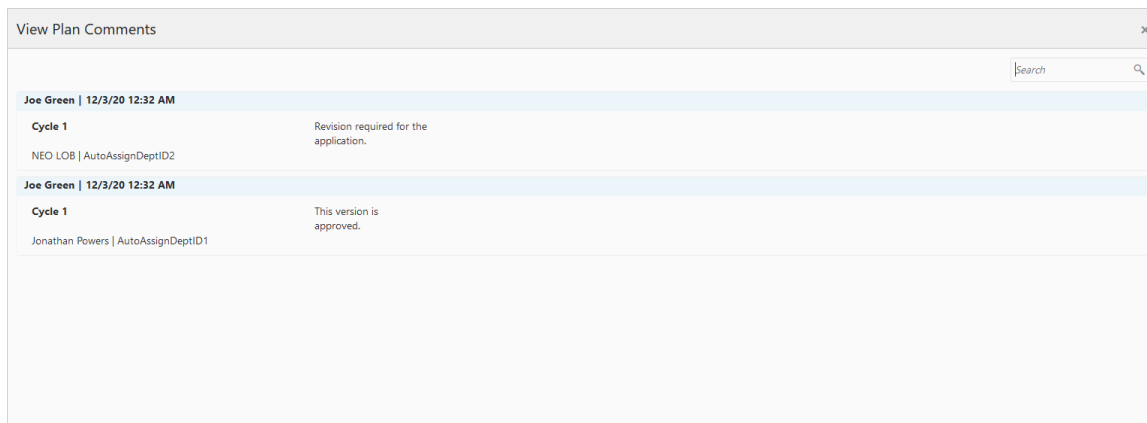 View Plan Comments
Search
Joe Green | 12/3/20 12:32 AM
Cycle 1
Revision required for the
application.
NEO LOB | AutoAssignDeptID2
Joe Green | 12/3/20 12:32 AM
Cycle 1
This version is
approved.
Jonathan Powers | AutoAssignDeptID1